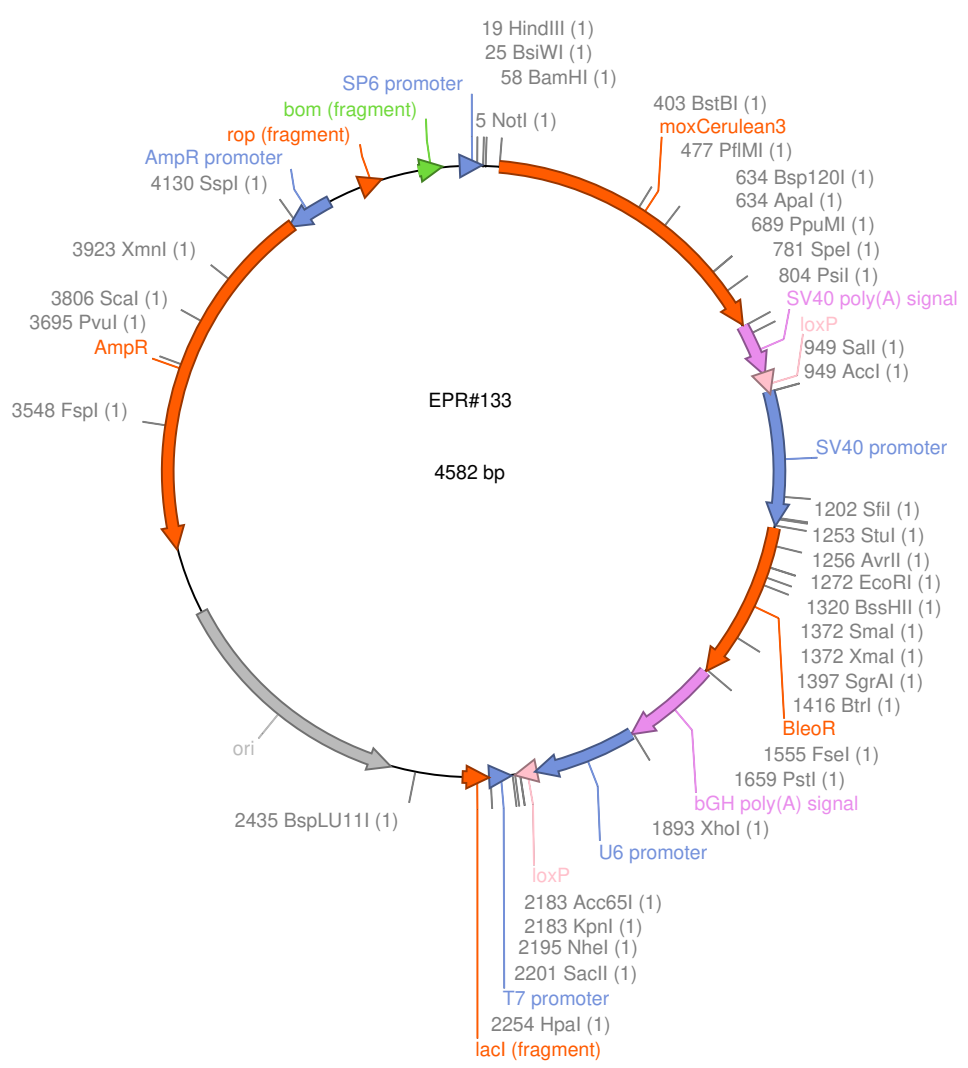 19 HindIII (1)
25 BsiWI (1)
58 BamHI (1)
SP6 promoter
bom (fragment)
5 NotI (1)
rop (fragment)
AmpR promoter
4130 SspI (1)
403 BstBI (1)
moxCerulean3
477 PflMI (1)
634 Bsp120I (1)
634 ApaI (1)
689 PpuMI (1)
781 SpeI (1)
804 PsiI (1)
SV40 poly(A) signal
loxP
949 SalI (1)
949 AccI (1)
3923 XmnI (1)
3806 ScaI (1)
3695 PvuI (1)
AmpR
3548 FspI (1)
EPR#133
4582 bp
SV40 promoter
1202 SfiI (1)
1253 StuI (1)
1256 AvrII (1)
1272 EcoRI (1)
1320 BssHII (1)
1372 SmaI (1)
1372 XmaI (1)
1397 SgrAI (1)
1416 BtrI (1)
BleoR
1555 FseI (1)
1659 PstI (1)
bGH poly(A) signal
1893 XhoI (1)
U6 promoter
ori
2435 BspLU11I (1)
loxP
2183 Acc65I (1)
2183 KpnI (1)
2195 NheI (1)
2201 SacII (1)
T7 promoter
2254 HpaI (1)
lacI (fragment)